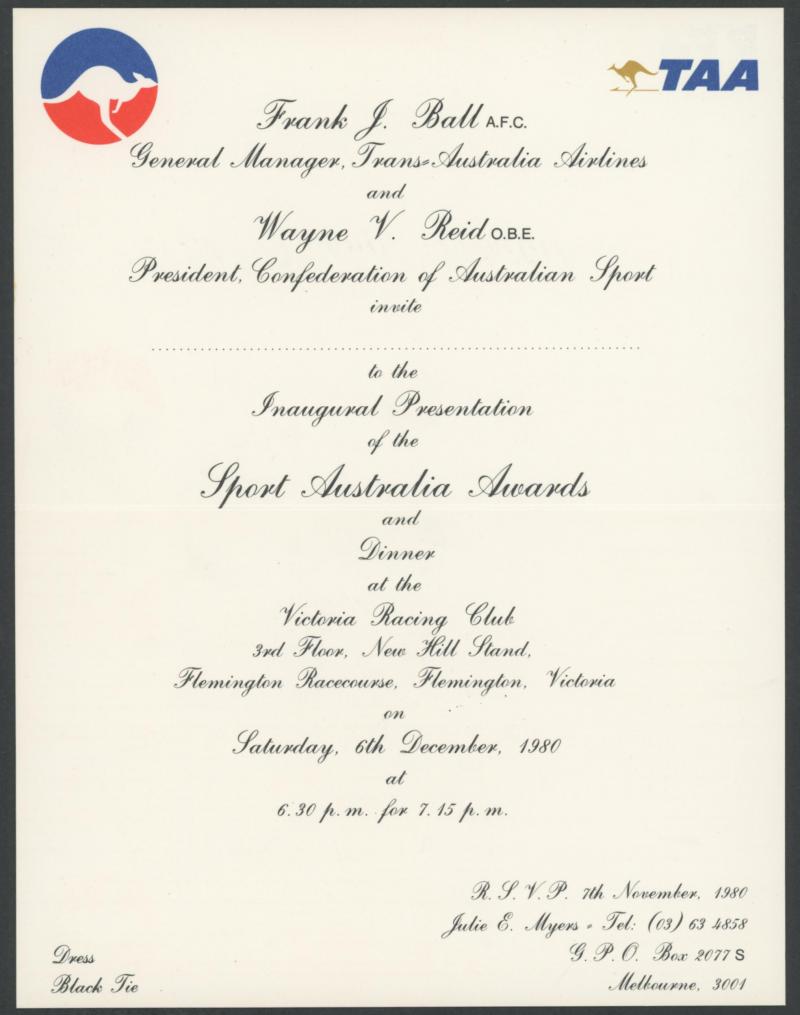 TAA
Frank J. Ball A.F.C.
General Manager, Trans-Australia Airlines
and
Wayne V. Reid O.B.E.
President, Confederation of Australian Sport
invite
..........................................................................................
to the
Inaugural Presentation
of the
Sport Australia Awards
and
Dinner
at the
Victoria Racing Club
3rd Floor, New Hill Stand,
Flemington Racecourse, Flemington, Victoria
on
Saturday, 6th December, 1980
at
6.30 p.m. for 7.15 p.m.
R.S.V.P. 7th November, 1980
Julie E. Myers - Tel: (03) 63 4858
G.P.O. Box 2077 S
Melbourne, 3001
Dress
Black Tie